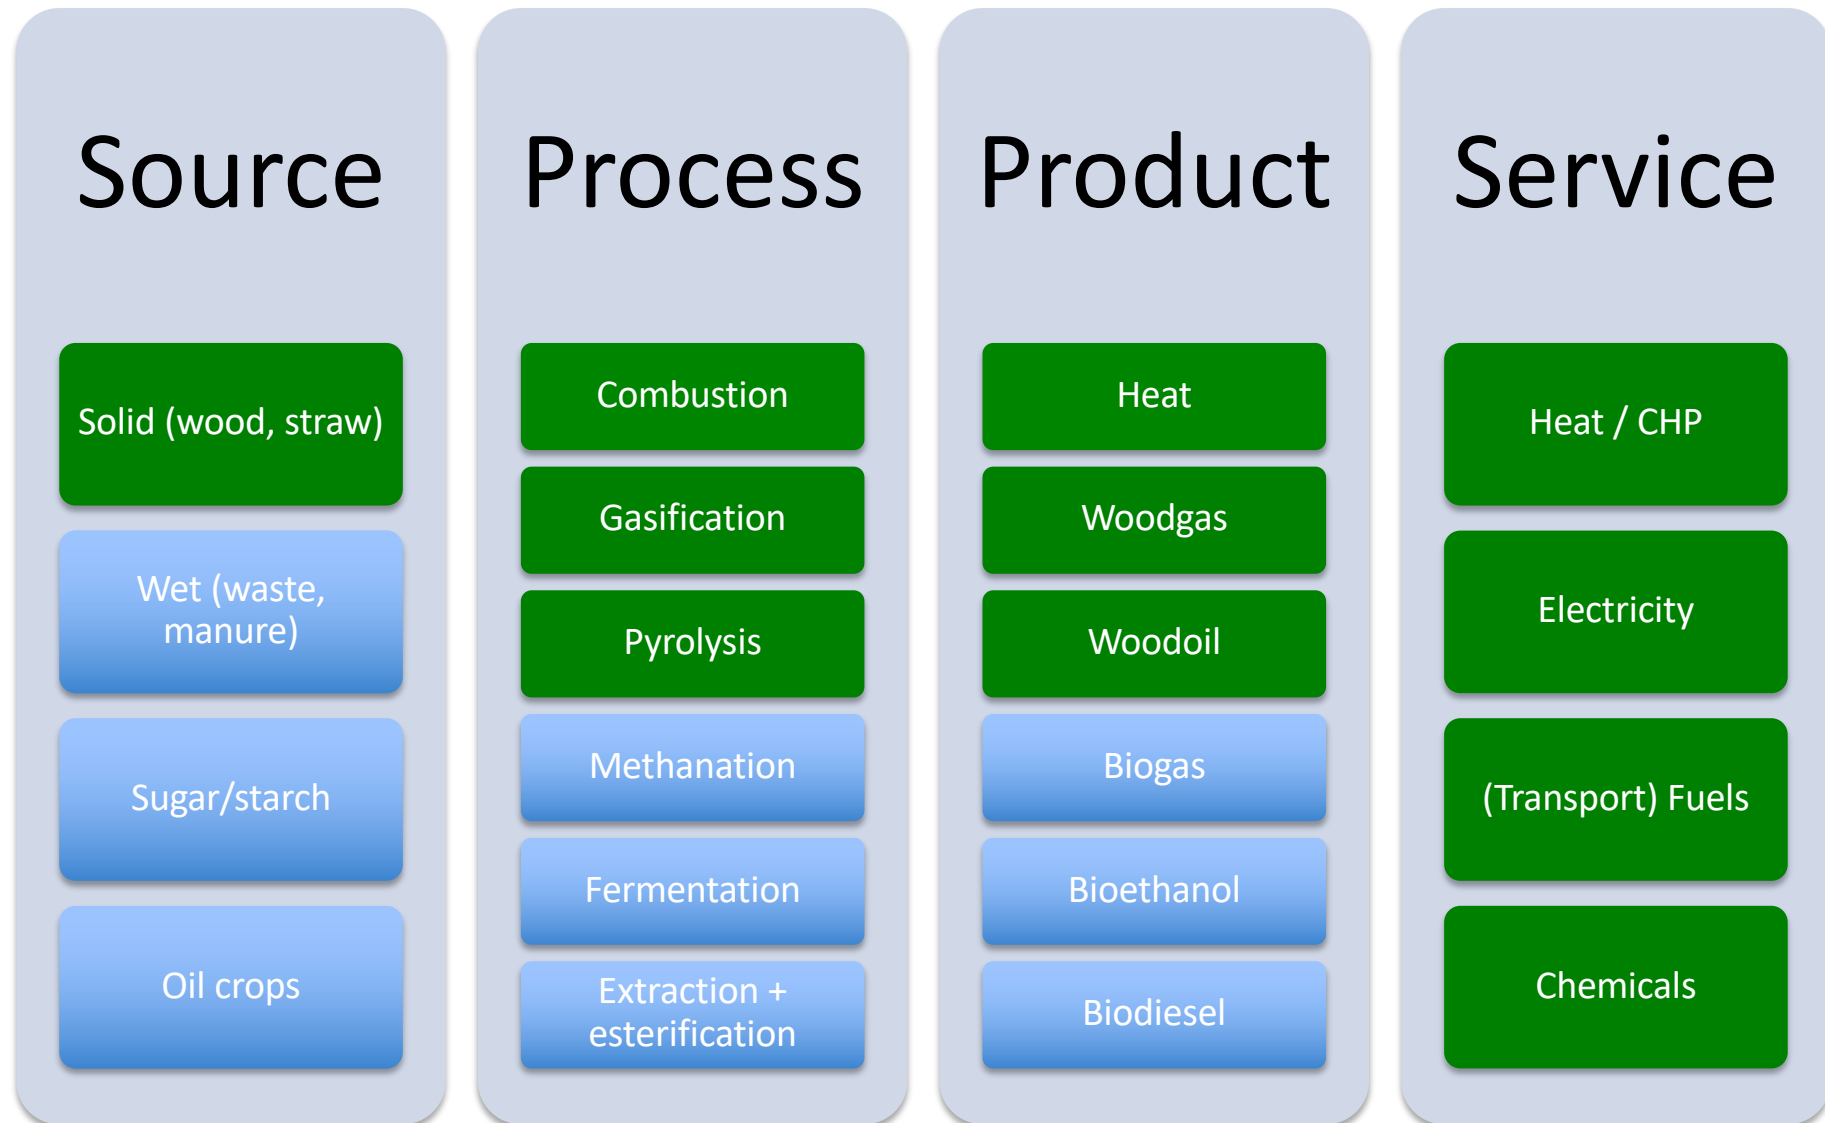 Source
Solid (wood, straw)
Wet (waste,
manure)
Sugar/starch
Oil crops
Process
Combustion
Gasification
Pyrolysis
Methanation
Fermentation
Extraction +
esterification
Product
Heat
Woodgas
Woodoil
Biogas
Bioethanol
Biodiesel
Service
Heat / CHP
Electricity
(Transport) Fuels
Chemicals